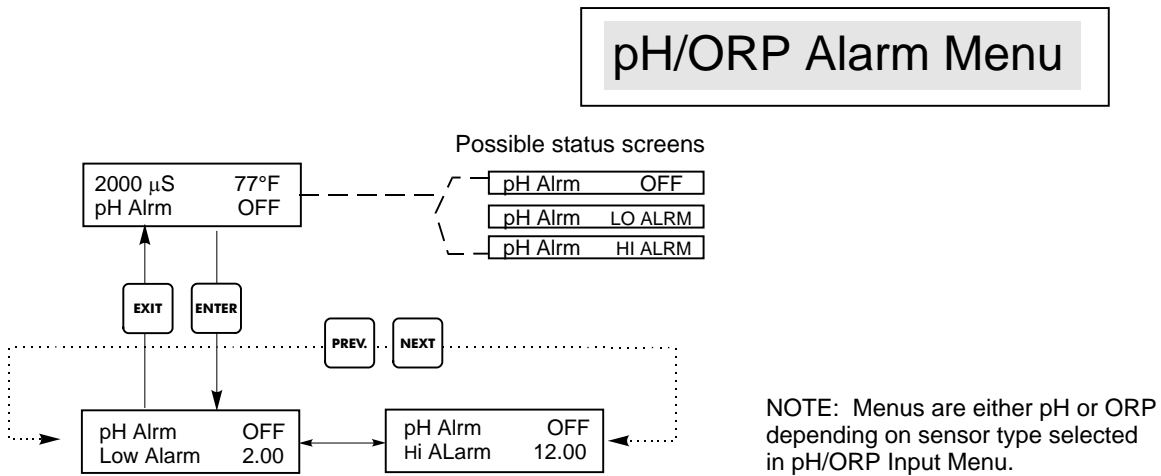 pH/ORP Alarm Menu
Possible status screens
2000 µS 77°F
pH Alrm OFF
pH Alrm OFF
pH Alrm LO ALRM
pH Alrm HI ALRM
EXIT
ENTER
PREV.
NEXT
pH Alrm OFF
Low Alarm 2.00
pH Alrm OFF
Hi ALarm 12.00
NOTE: Menus are either pH or ORP
depending on sensor type selected
in pH/ORP Input Menu.